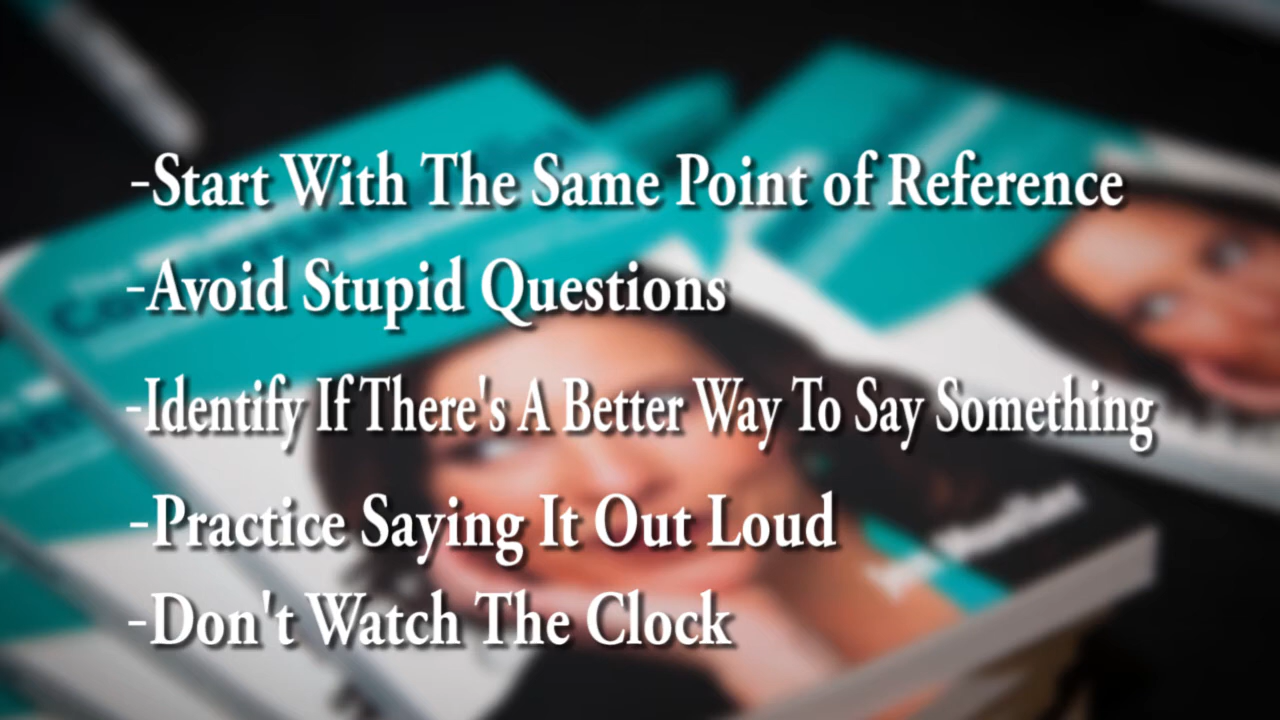 -Start With The Same Point of Reference
-Avoid Stupid Questions
-Identify If There's A Better Way To Say Something
-Practice Saying It Out Loud
-Don't Watch The Clock